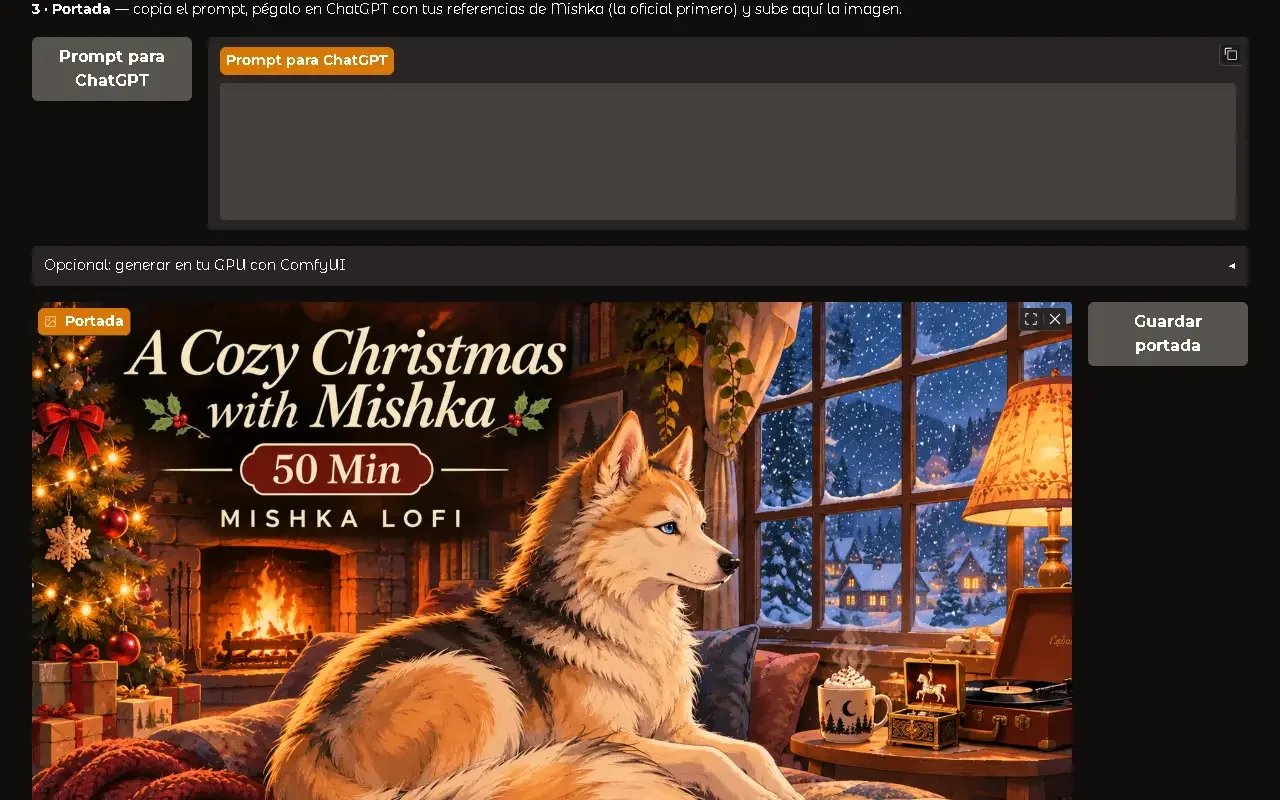 3 · Portada — copia el prompt, pégalo en ChatGPT con tus referencias de Mishka (la oficial primero) y sube aquí la imagen.
Prompt para
ChatGPT
Prompt para ChatGPT
Opcional: generar en tu GPU con ComfyUI
Portada
Guardar
portada
A Cozy Christmas
with Mishka
50 Min
MISHKA LOFI